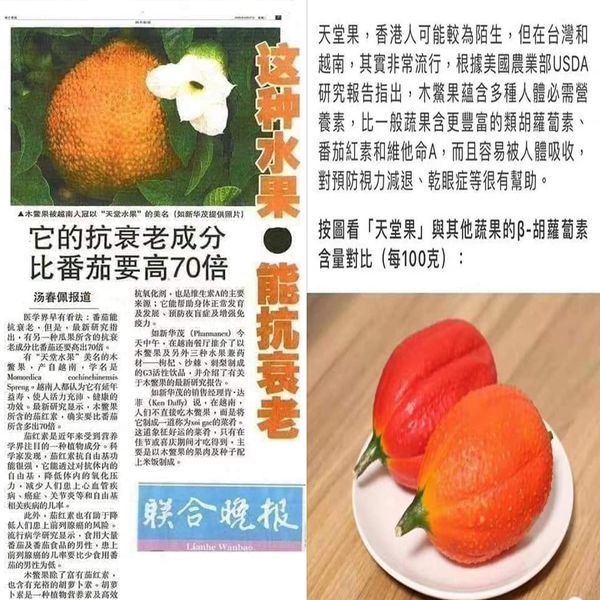 这种水果●能抗衰老
▲木鳖果被越南人冠以“天堂水果”的美名（如新华茂提供照片）
它的抗衰老成分
比番茄要高70倍
汤春佩报道
医学界早有看法：番茄能
抗衰老，但是，最新研究指
出，有另一种瓜果所含的抗衰
老成分比番茄还要高出70倍。
有“天堂水果”美名的木
鳖果，产自越南，学名是
Momordica cochinchinensis
Spreng。越南人都认为它有延年
益寿、使人活力充沛、健康的
功效。最新研究显示，木鳖果
所含的茄红素，确实要比番茄
所含多出70倍。
茄红素是近年来受到营养
学界注目的一种植物成分。科
学家发现，茄红素抗自由基功
能很强，它能透过对抗体内的
自由基，降低体内的氧化压
力，减少人们患上心血管疾
病、癌症、关节炎等和自由基
相关疾病的几率。
此外，茄红素也有助于降
低人们患上前列腺癌的风险。
流行病学研究显示，食用大量
番茄及番茄食品的男性，患上
前列腺癌的几率要比少食用番
茄的男性为低。
木鳖果除了富有茄红素，
也含有充裕的胡萝卜素。胡萝
卜素是一种植物营养素及高效
抗氧化剂，也是维生素A的主要
来源；它能帮助身体正常发育
及发展、预防夜盲症及增强免
疫力。
如新华茂（Pharmanex）今
天中午，在越南餐厅推介了以
木鳖果及另外三种水果兼药
材——枸杞、沙棘、刺梨制成
的G3活性饮品，并介绍了有关
于木鳖果的最新研究报告。
如新华茂的销售经理肯·达
菲（Ken Duffy）说，在越南，
人们不直接吃木鳖果，而是将
它制成一道称为xoi gac的菜肴。
这道象征好运的菜肴，只有在
佳节或喜庆期间才吃得到，主
要是以木鳖果的果肉及种子配
上米饭制成。
联合晚报
Lianhe Wanbao
天堂果，香港人可能較為陌生，但在台灣和
越南，其實非常流行，根據美國農業部USDA
研究報告指出，木鱉果蘊含多種人體必需營
養素，比一般蔬果含更豐富的類胡蘿蔔素、
番茄紅素和維他命A，而且容易被人體吸收，
對預防視力減退、乾眼症等很有幫助。
按圖看「天堂果」與其他蔬果的β-胡蘿蔔素
含量對比（每100克）：